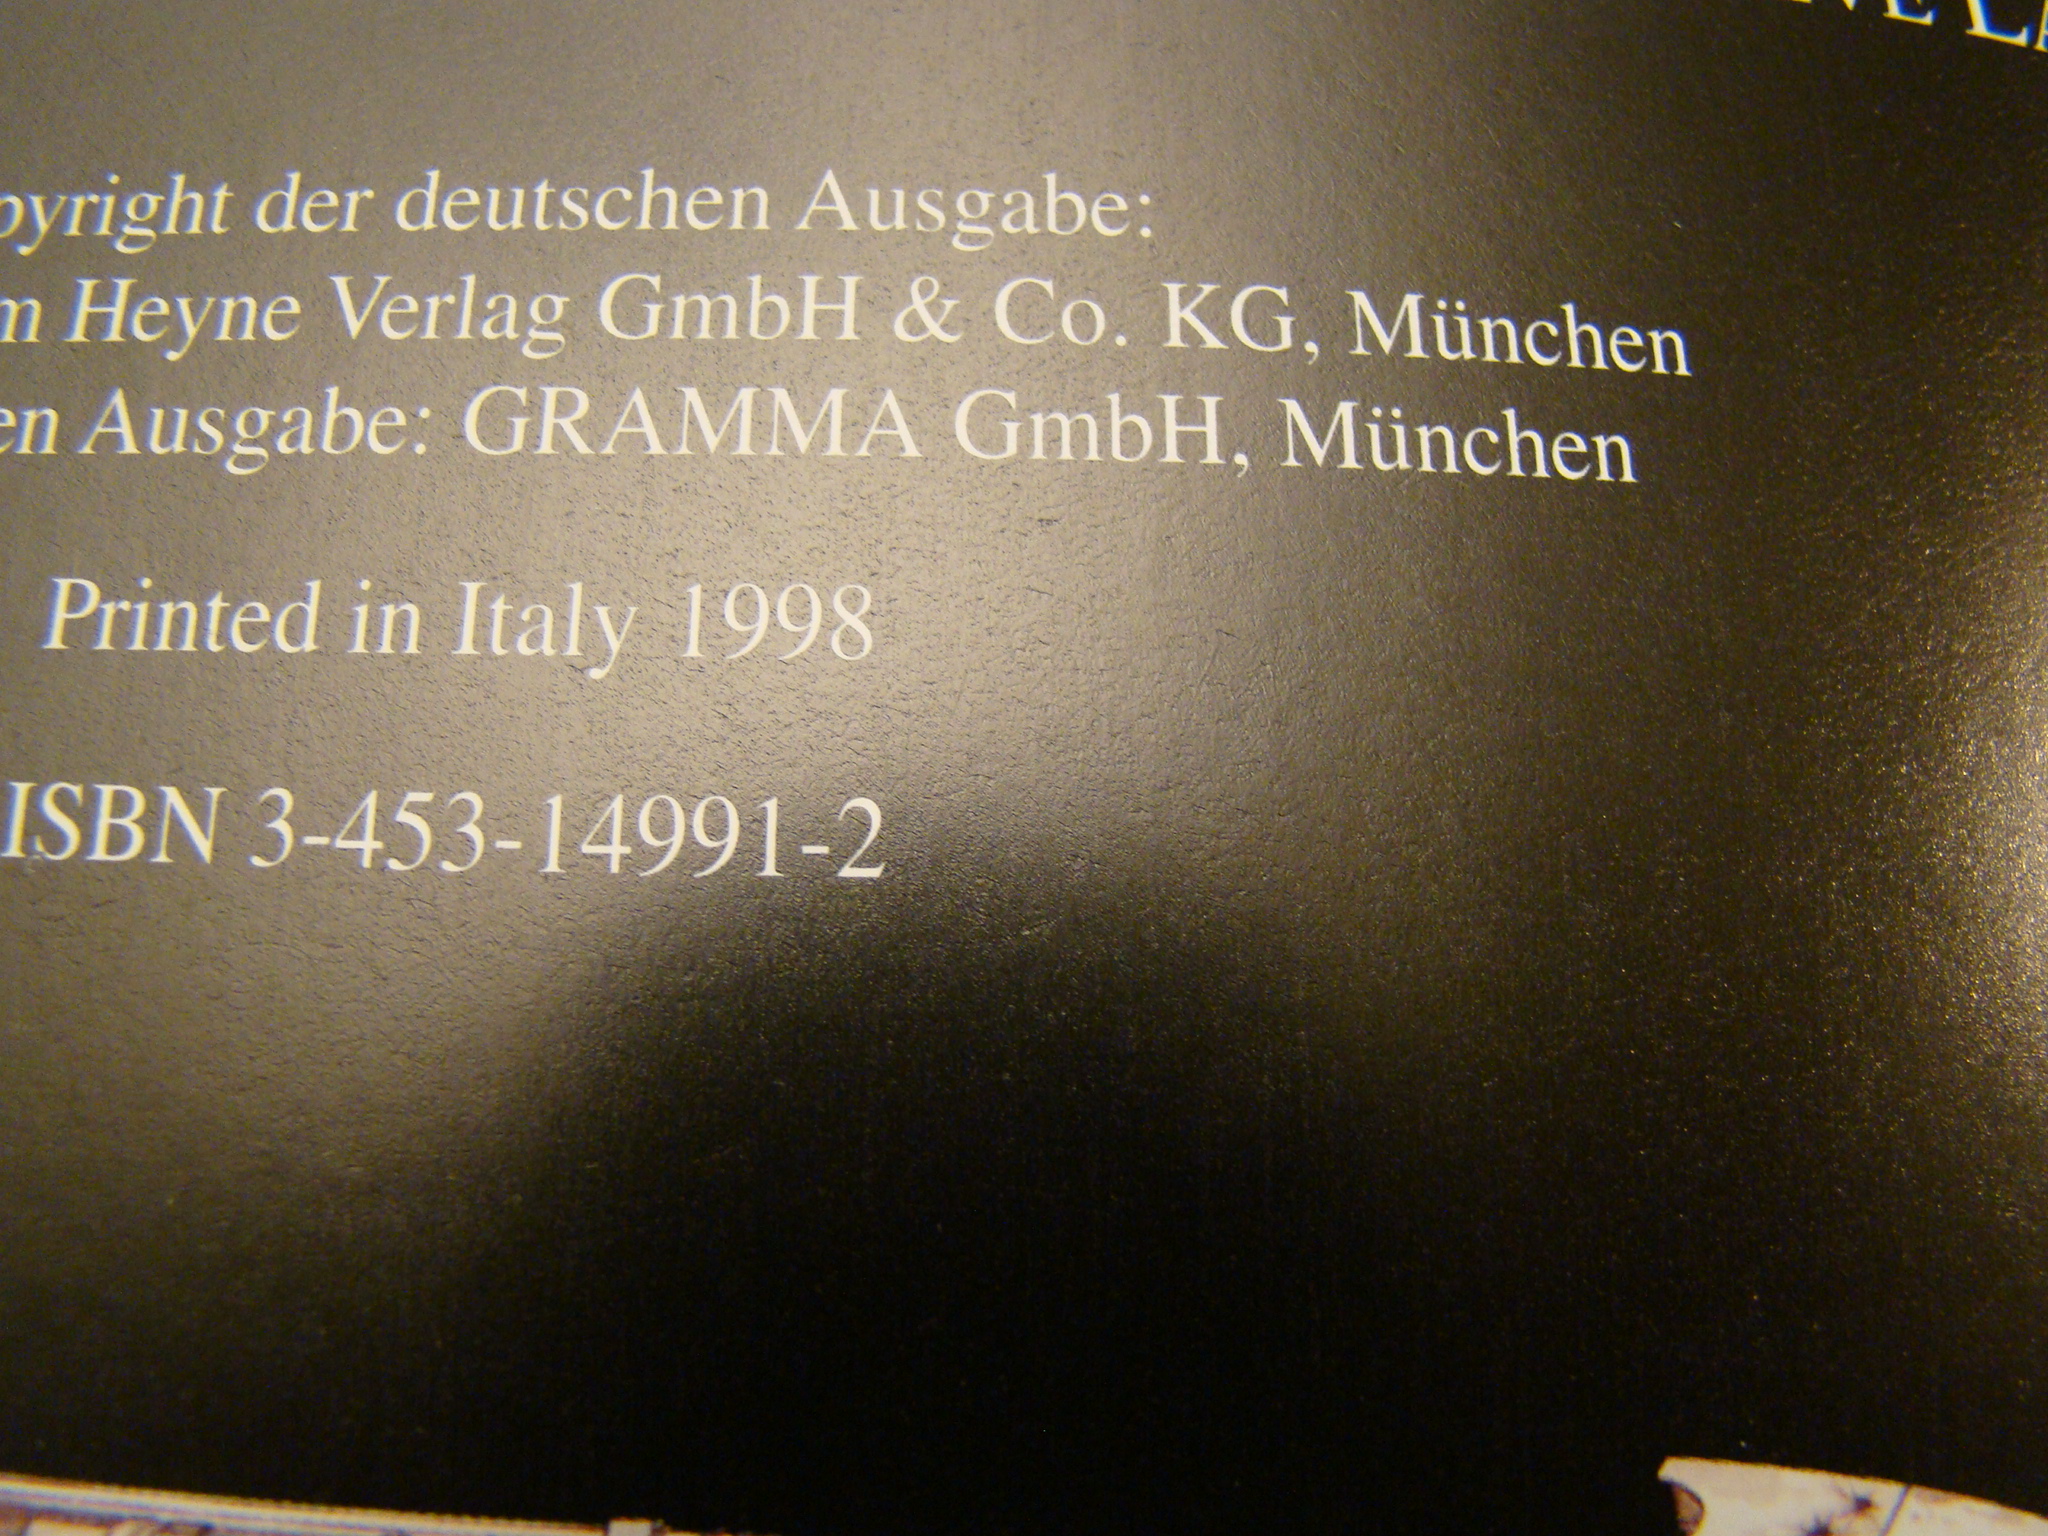 opyright der deutschen Ausgabe:
m Heyne Verlag GmbH & Co. KG, München
en Ausgabe: GRAMMA GmbH, München
Printed in Italy 1998
ISBN 3-453-14991-2